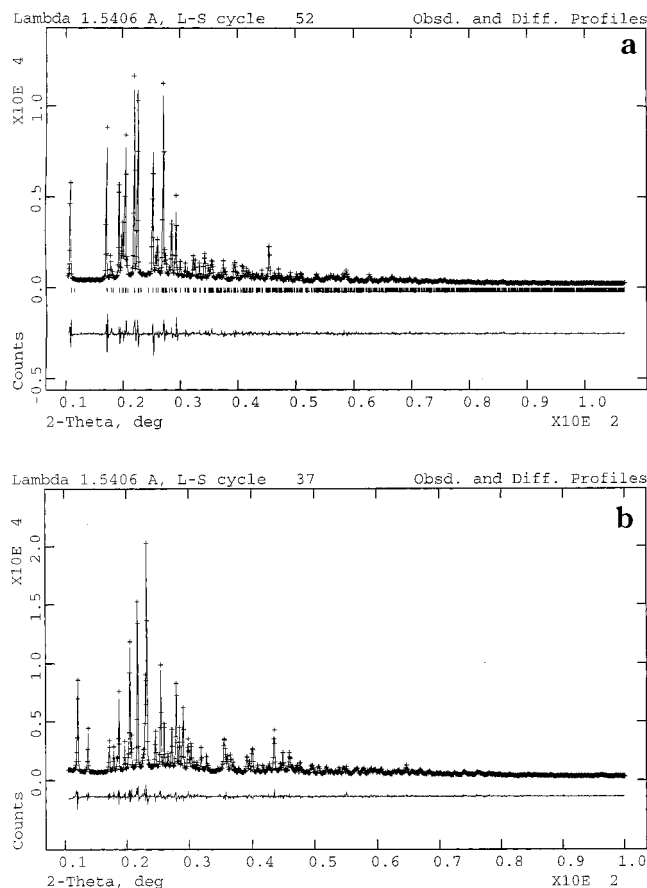 Lambda 1.5406 A, L-S cycle 52 Obsd. and Diff. Profiles
a
X10E 4
1.0
0.5
0.0
-0.5
Counts
0.1 0.2 0.3 0.4 0.5 0.6 0.7 0.8 0.9 1.0
2-Theta, deg X10E 2
Lambda 1.5406 A, L-S cycle 37 Obsd. and Diff. Profiles
b
X10E 4
2.0
1.5
1.0
0.5
0.0
Counts
0.1 0.2 0.3 0.4 0.5 0.6 0.7 0.8 0.9 1.0
2-Theta, deg X10E 2